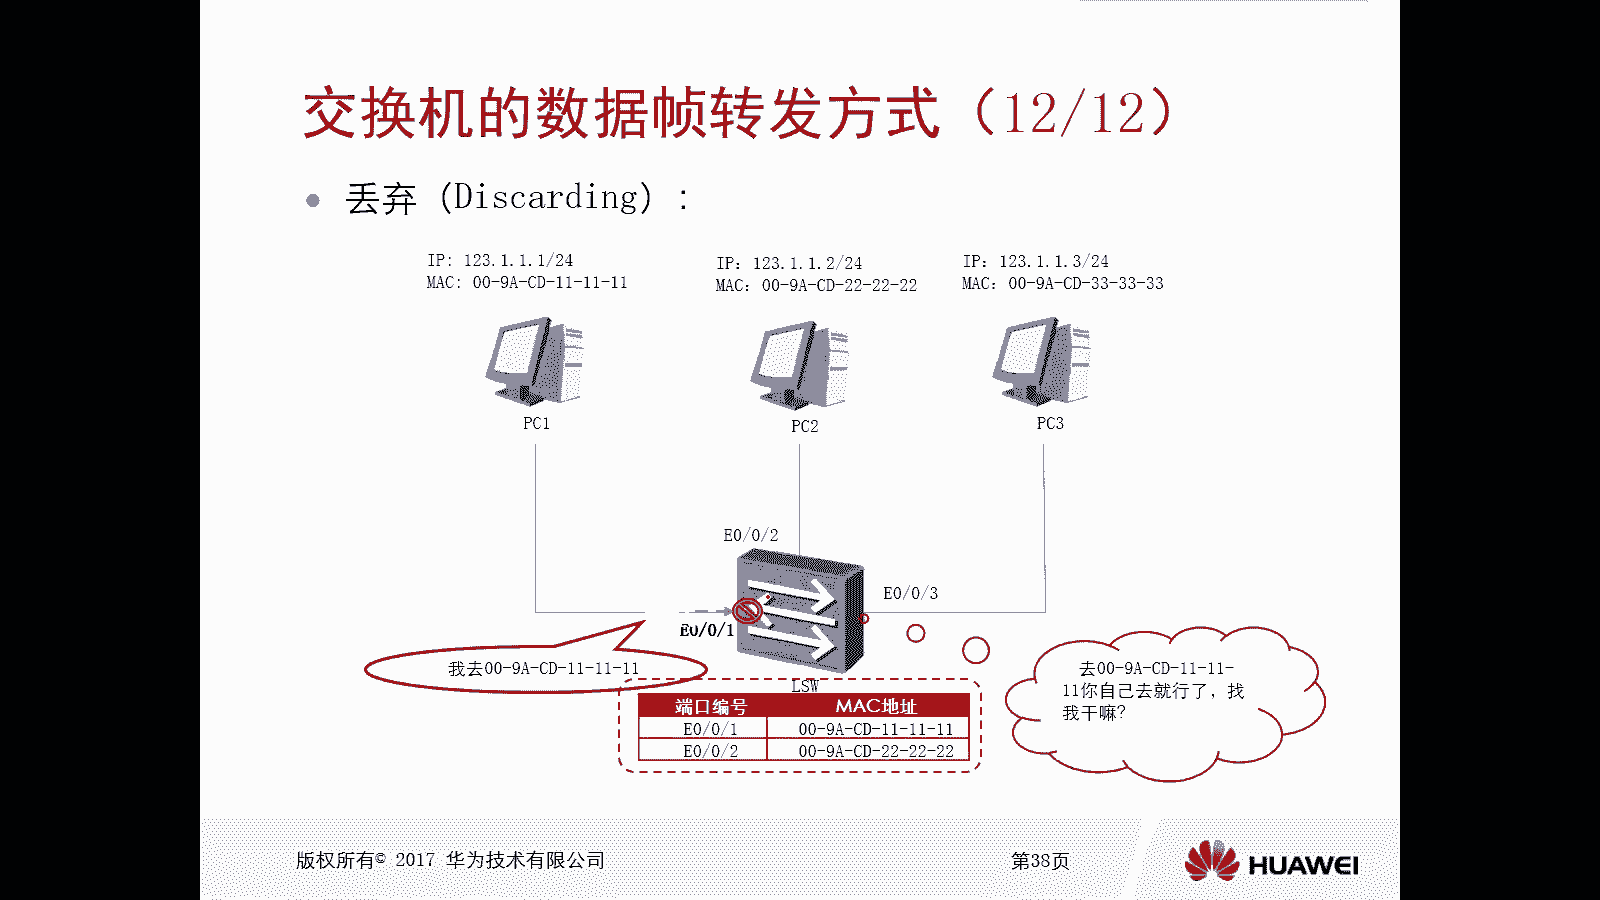 交换机的数据帧转发方式（12/12）
丢弃（Discarding）：
IP: 123.1.1.1/24
MAC: 00-9A-CD-11-11-11
IP: 123.1.1.2/24
MAC: 00-9A-CD-22-22-22
IP: 123.1.1.3/24
MAC: 00-9A-CD-33-33-33
PC1
PC2
PC3
E0/0/2
E0/0/3
E0/0/1
我去00-9A-CD-11-11-11
去00-9A-CD-11-11-
11你自己去就行了，找
我干嘛？
LSW
端口编号 MAC地址
E0/0/1 00-9A-CD-11-11-11
E0/0/2 00-9A-CD-22-22-22
版权所有© 2017 华为技术有限公司
第38页
HUAWEI